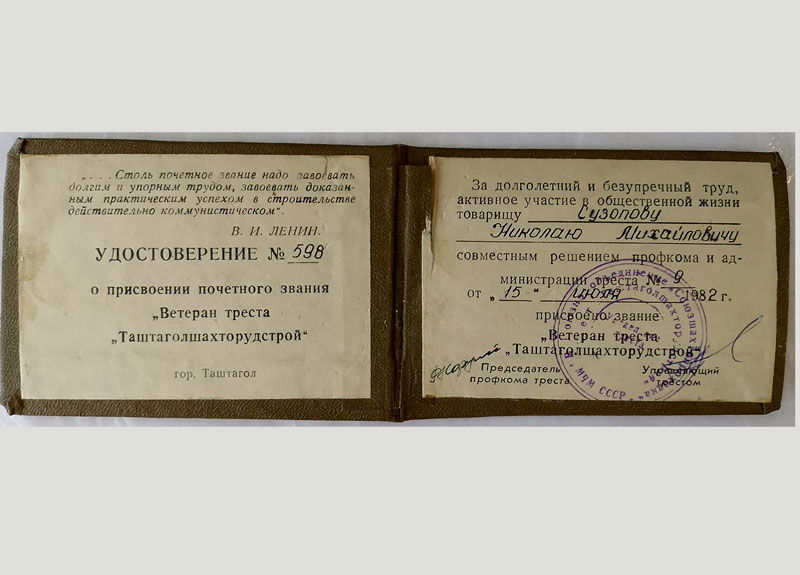 „. . . . Столь почетное звание надо завоевать
долгим и упорным трудом, завоевать доказан-
ным практическим успехом в строительстве
действительно коммунистическом“.
В. И. ЛЕНИН.
УДОСТОВЕРЕНИЕ № 598
о присвоении почетного звания
„Ветеран треста
„Таштаголшахторудстрой“
гор. Таштагол
За долголетний и безупречный труд,
активное участие в общественной жизни
товарищу Сузопову
Николаю Михайловичу
совместным решением профкома и ад-
министрации треста № 9
от „ 15 “ 1982 г.
присвоено звание
„Ветеран треста
„Таштаголшахторудстрой“
Председатель
профкома треста
Управляющий
трестом
СССР